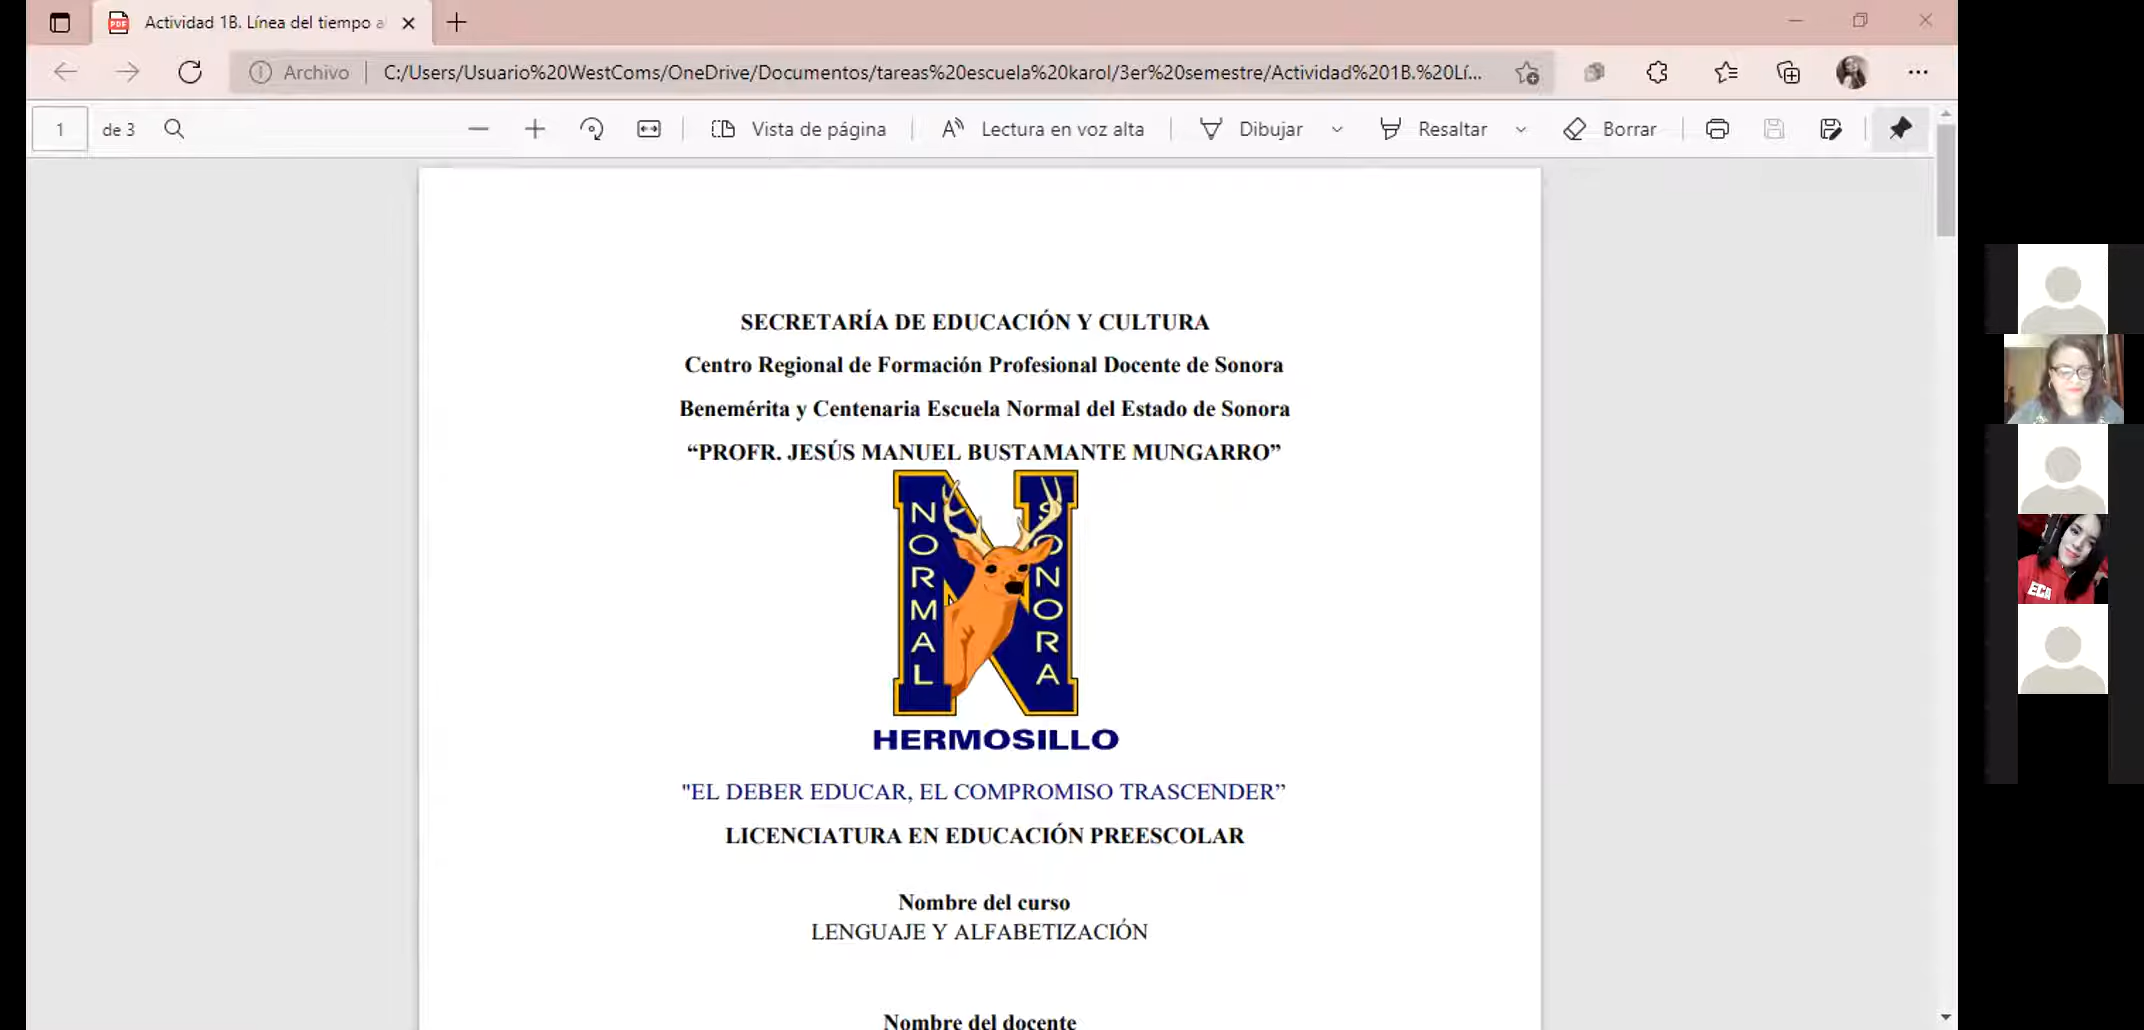 Actividad 1B. Línea del tiempo a
Archivo
C:/Users/Usuario%20WestComs/OneDrive/Documentos/tareas%20escuela%20karol/3er%20semestre/Actividad%201B.%20Lí...
1 de 3
Vista de página
Lectura en voz alta
Dibujar
Resaltar
Borrar
SECRETARÍA DE EDUCACIÓN Y CULTURA
Centro Regional de Formación Profesional Docente de Sonora
Benemérita y Centenaria Escuela Normal del Estado de Sonora
“PROFR. JESÚS MANUEL BUSTAMANTE MUNGARRO”
NORMAL
SONORA
HERMOSILLO
"EL DEBER EDUCAR, EL COMPROMISO TRASCENDER”
LICENCIATURA EN EDUCACIÓN PREESCOLAR
Nombre del curso
LENGUAJE Y ALFABETIZACIÓN
Nombre del docente
PDF
ECA